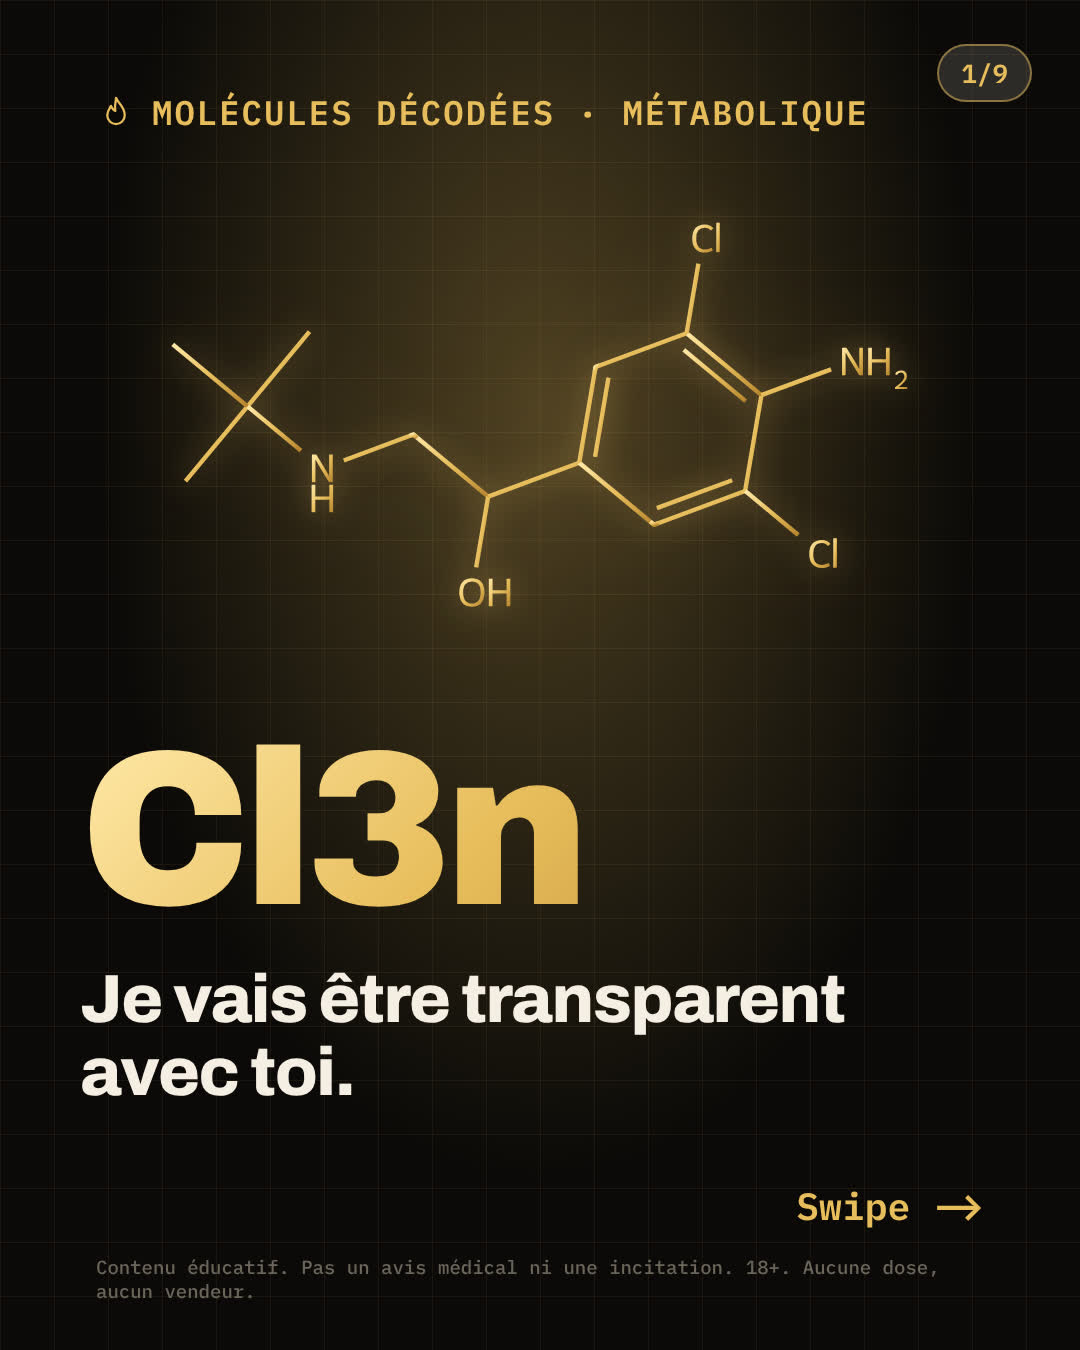 1/9
MOLÉCULES DÉCODÉES · MÉTABOLIQUE
Cl
NH2
N
H
Cl
OH
Cl3n
Je vais être transparent
avec toi.
Swipe →
Contenu éducatif. Pas un avis médical ni une incitation. 18+. Aucune dose,
aucun vendeur.